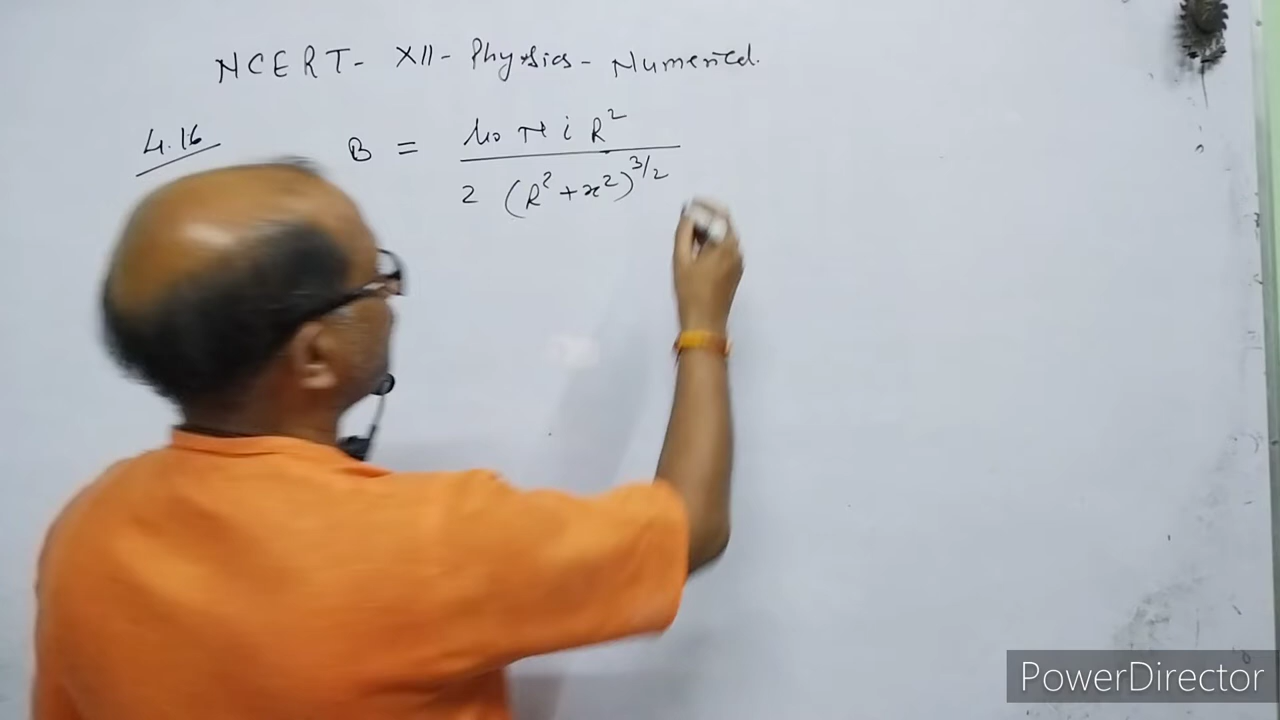 NCERT- XII - Physics - Numerical.
4.16
B = μ0 N i R² / 2 (R² + x²)^3/2
PowerDirector